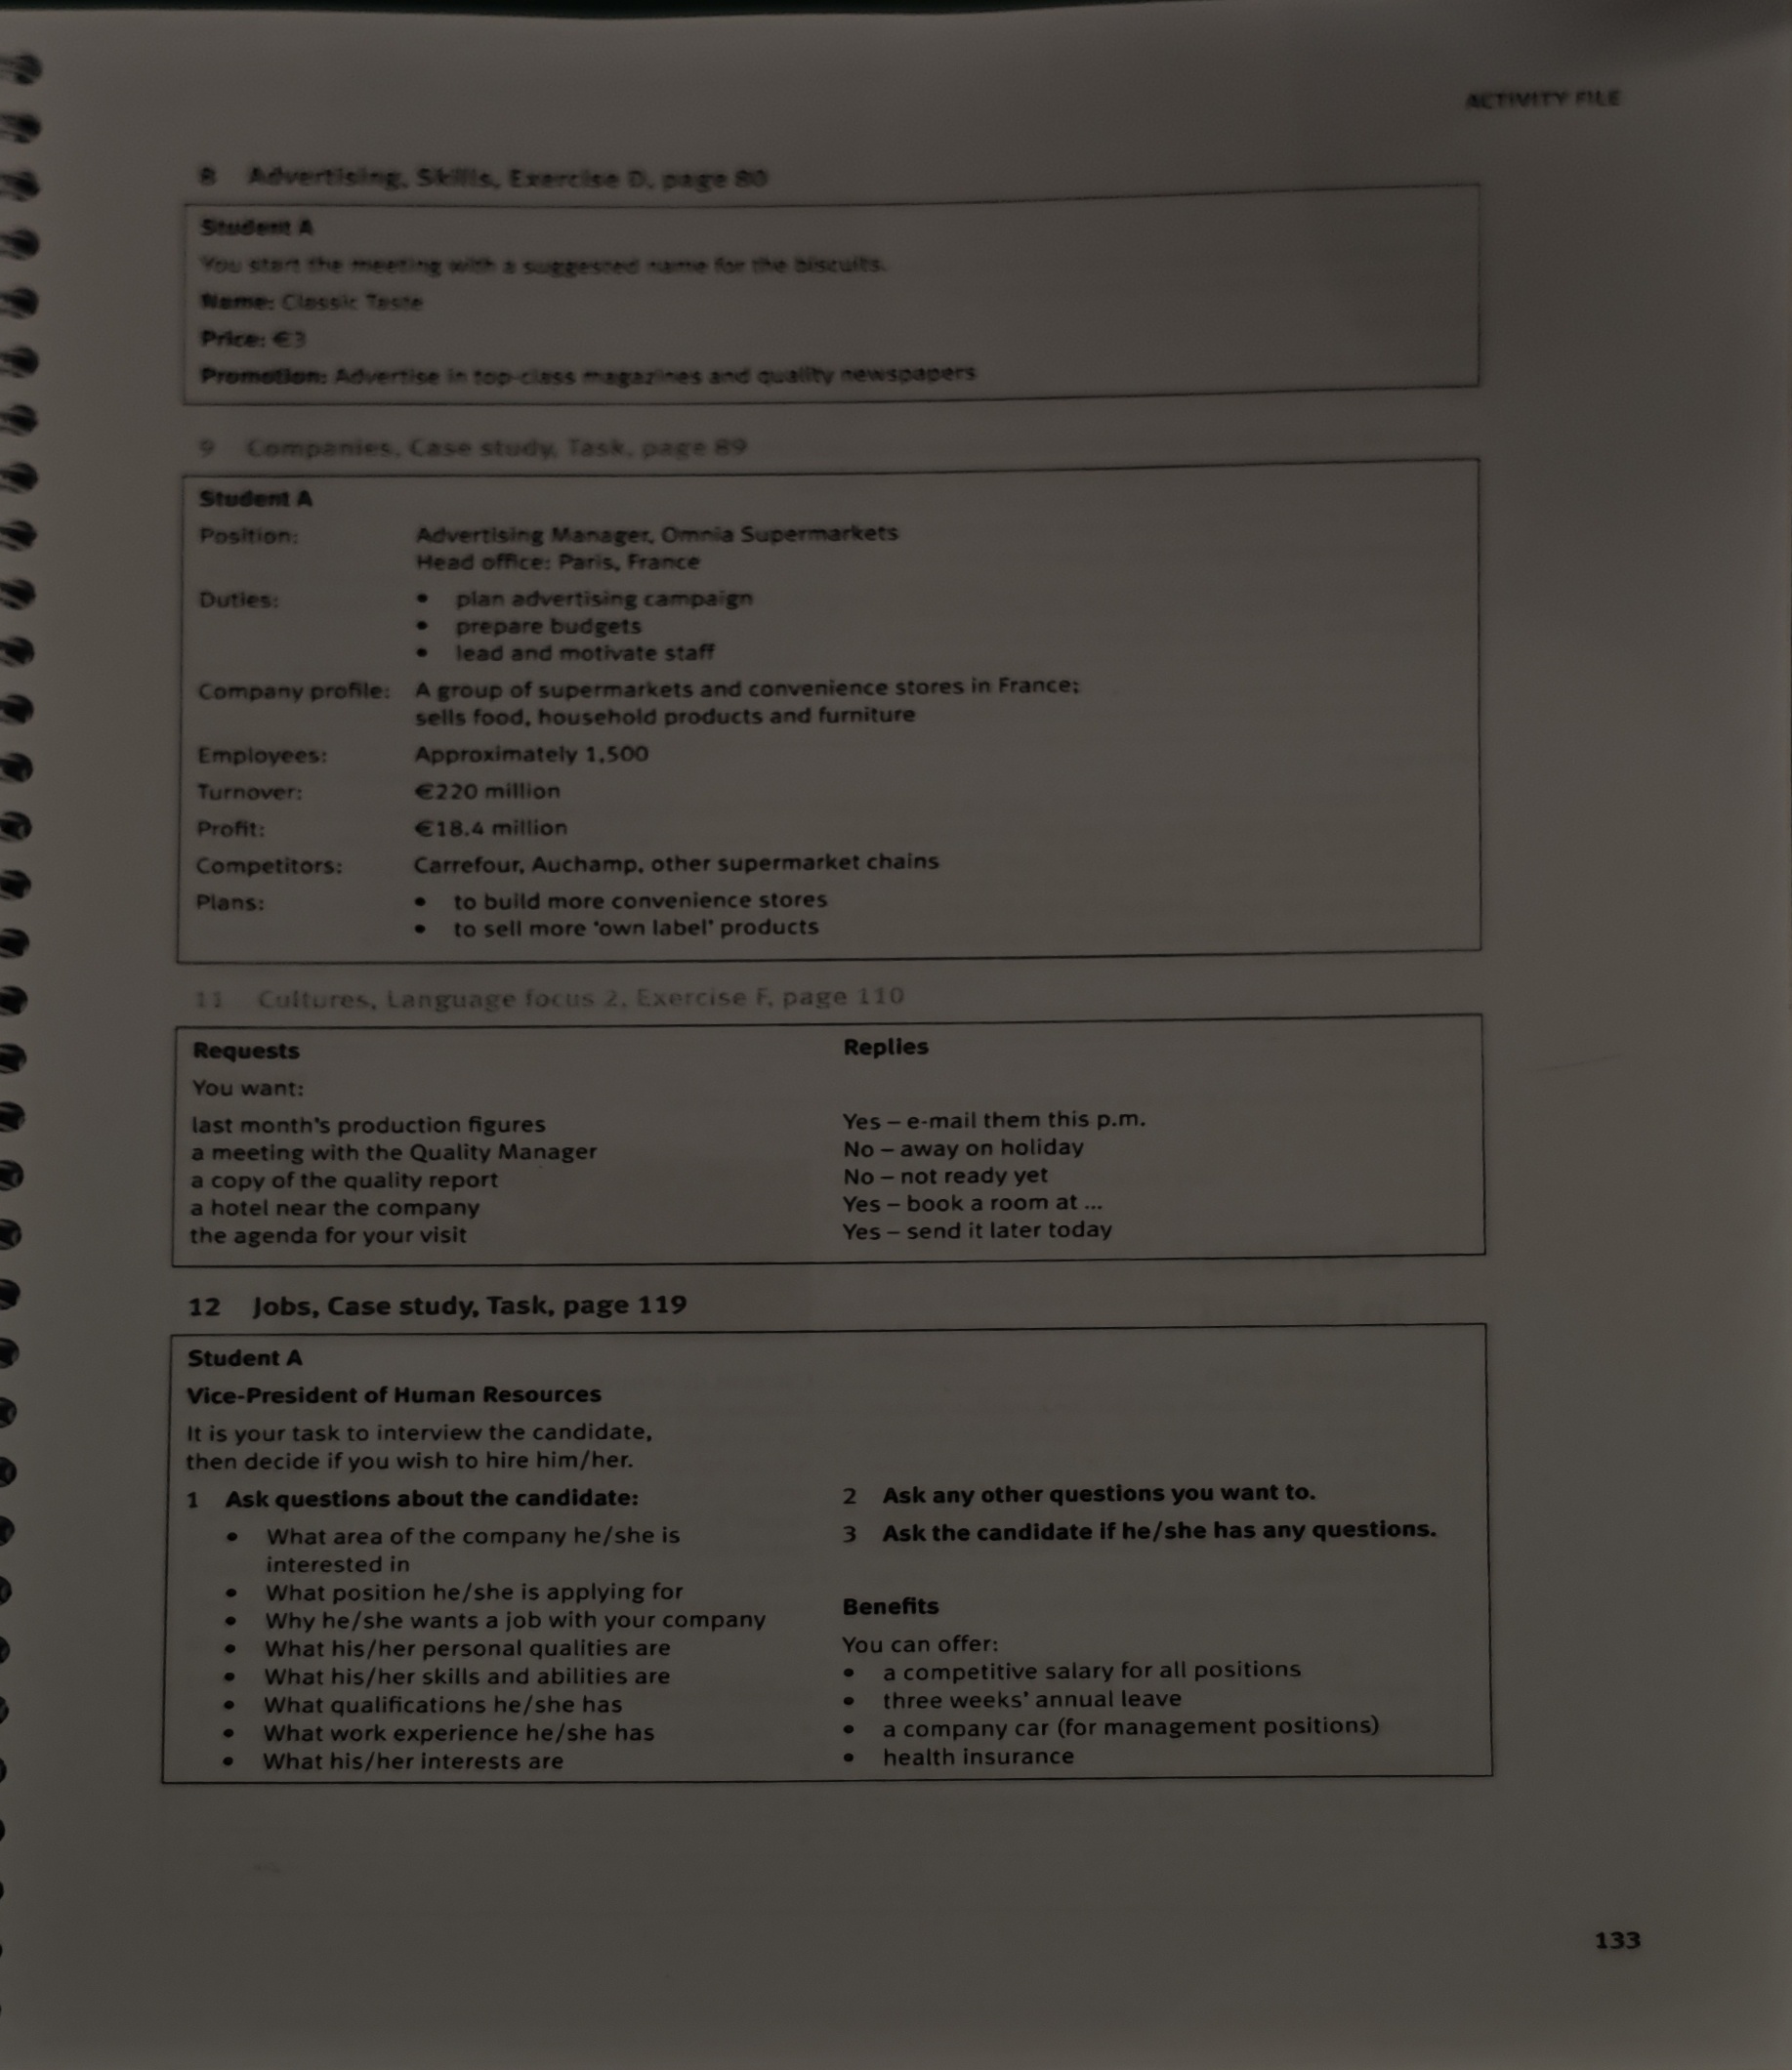 ACTIVITY FILE
8 Advertising, Skills, Exercise D, page 80
Student A
You start the meeting with a suggested name for the biscuits.
Name: Classic Taste
Price: €3
Promotion: Advertise in top-class magazines and quality newspapers
9 Companies, Case study, Task, page 89
Student A
Position: Advertising Manager, Omnia Supermarkets
Head office: Paris, France
Duties: • plan advertising campaign
• prepare budgets
• lead and motivate staff
Company profile: A group of supermarkets and convenience stores in France;
sells food, household products and furniture
Employees: Approximately 1,500
Turnover: €220 million
Profit: €18.4 million
Competitors: Carrefour, Auchamp, other supermarket chains
Plans: • to build more convenience stores
• to sell more 'own label' products
11 Cultures, Language focus 2, Exercise F, page 110
Requests
You want:
last month's production figures
a meeting with the Quality Manager
a copy of the quality report
a hotel near the company
the agenda for your visit
Replies
Yes – e-mail them this p.m.
No – away on holiday
No – not ready yet
Yes – book a room at ...
Yes – send it later today
12 Jobs, Case study, Task, page 119
Student A
Vice-President of Human Resources
It is your task to interview the candidate,
then decide if you wish to hire him/her.
1 Ask questions about the candidate:
• What area of the company he/she is
interested in
• What position he/she is applying for
• Why he/she wants a job with your company
• What his/her personal qualities are
• What his/her skills and abilities are
• What qualifications he/she has
• What work experience he/she has
• What his/her interests are
2 Ask any other questions you want to.
3 Ask the candidate if he/she has any questions.
Benefits
You can offer:
• a competitive salary for all positions
• three weeks' annual leave
• a company car (for management positions)
• health insurance
133